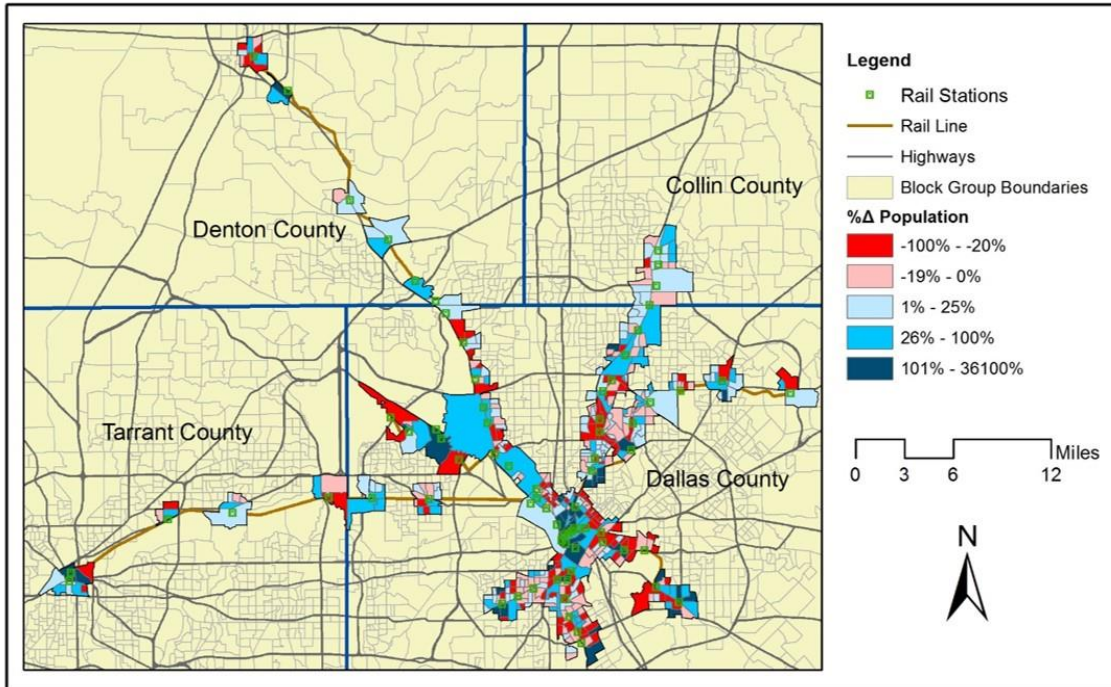 Denton County
Collin County
Tarrant County
Dallas County
Legend
Rail Stations
Rail Line
Highways
Block Group Boundaries
%Δ Population
-100% - -20%
-19% - 0%
1% - 25%
26% - 100%
101% - 36100%
Miles
0 3 6 12
N